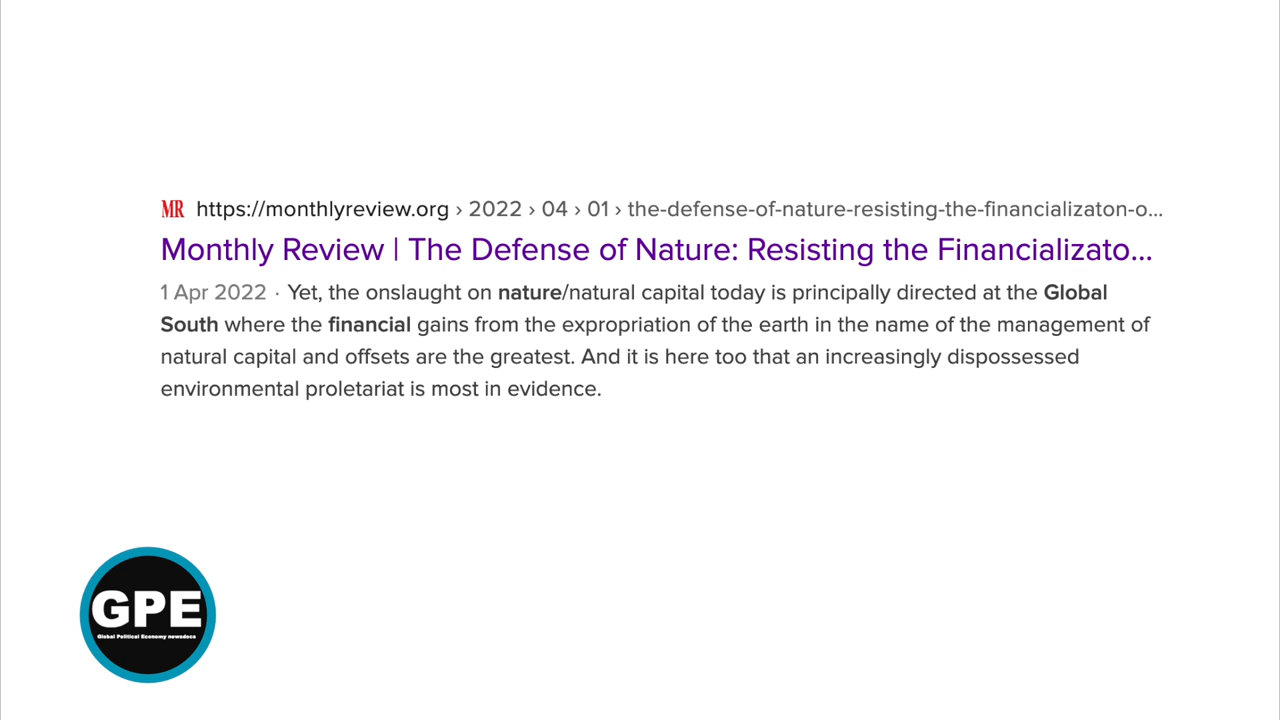 MR https://monthlyreview.org › 2022 › 04 › 01 › the-defense-of-nature-resisting-the-financializaton-o...
Monthly Review | The Defense of Nature: Resisting the Financializato...
1 Apr 2022 · Yet, the onslaught on nature/natural capital today is principally directed at the Global
South where the financial gains from the expropriation of the earth in the name of the management of
natural capital and offsets are the greatest. And it is here too that an increasingly dispossessed
environmental proletariat is most in evidence.
GPE
Global Political Economy newsdocs